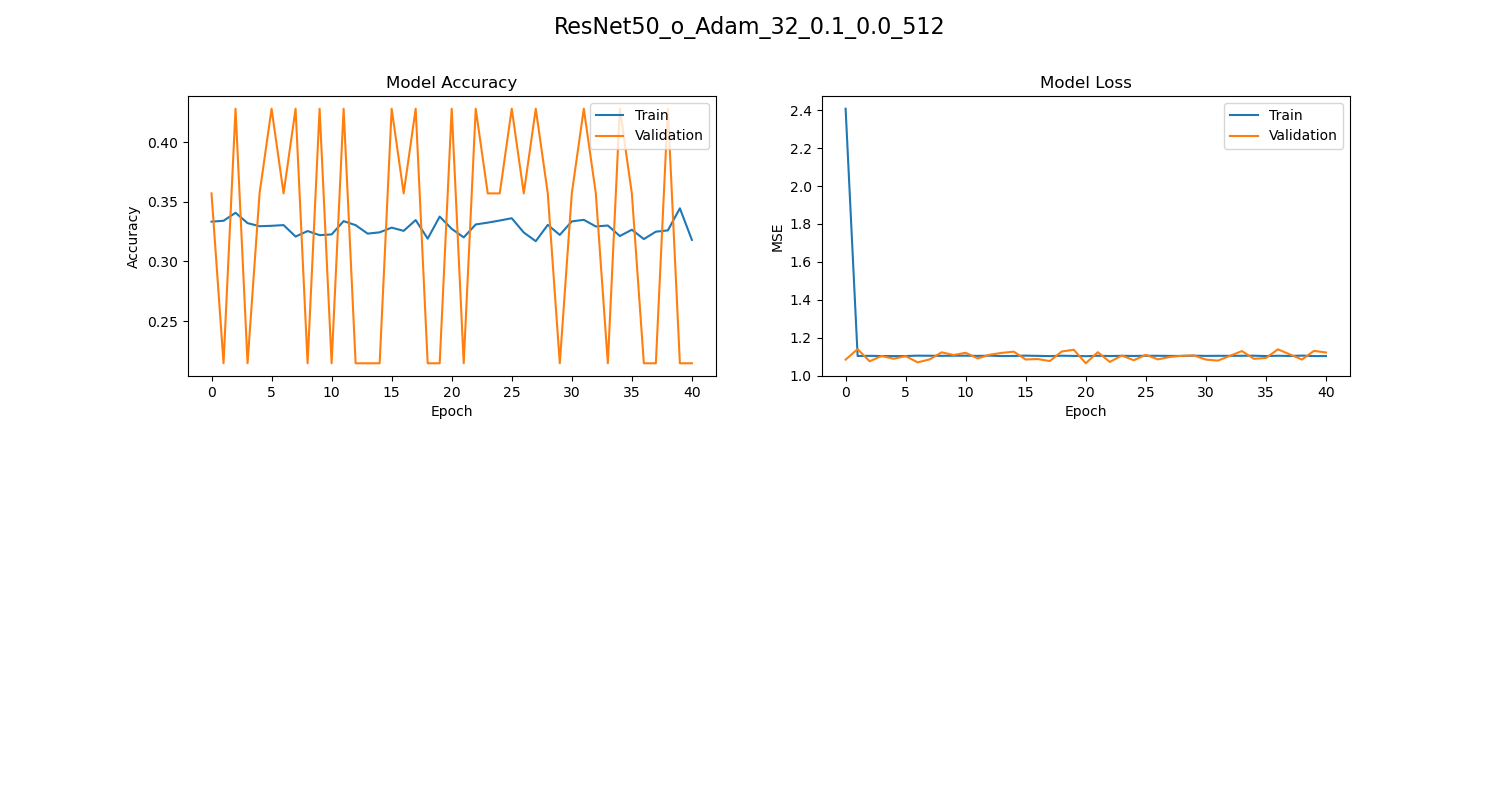 ResNet50_o_Adam_32_0.1_0.0_512
Model Accuracy
Train
Validation
0.40
0.35
0.30
0.25
Accuracy
0 5 10 15 20 25 30 35 40
Epoch
Model Loss
Train
Validation
2.4
2.2
2.0
1.8
1.6
1.4
1.2
1.0
MSE
0 5 10 15 20 25 30 35 40
Epoch